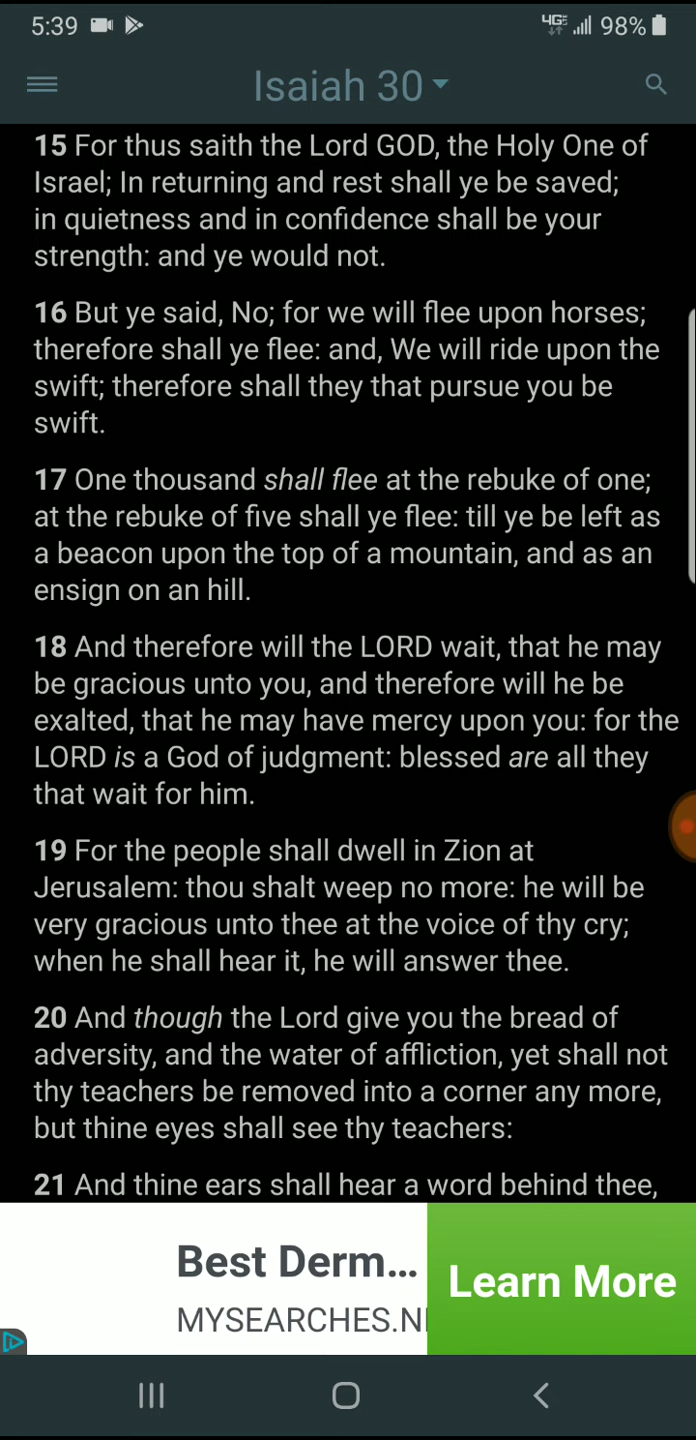 5:39 4GE 98%
Isaiah 30
15 For thus saith the Lord GOD, the Holy One of
Israel; In returning and rest shall ye be saved;
in quietness and in confidence shall be your
strength: and ye would not.
16 But ye said, No; for we will flee upon horses;
therefore shall ye flee: and, We will ride upon the
swift; therefore shall they that pursue you be
swift.
17 One thousand shall flee at the rebuke of one;
at the rebuke of five shall ye flee: till ye be left as
a beacon upon the top of a mountain, and as an
ensign on an hill.
18 And therefore will the LORD wait, that he may
be gracious unto you, and therefore will he be
exalted, that he may have mercy upon you: for the
LORD is a God of judgment: blessed are all they
that wait for him.
19 For the people shall dwell in Zion at
Jerusalem: thou shalt weep no more: he will be
very gracious unto thee at the voice of thy cry;
when he shall hear it, he will answer thee.
20 And though the Lord give you the bread of
adversity, and the water of affliction, yet shall not
thy teachers be removed into a corner any more,
but thine eyes shall see thy teachers:
21 And thine ears shall hear a word behind thee,
Best Derm...
MYSEARCHES.N
Learn More